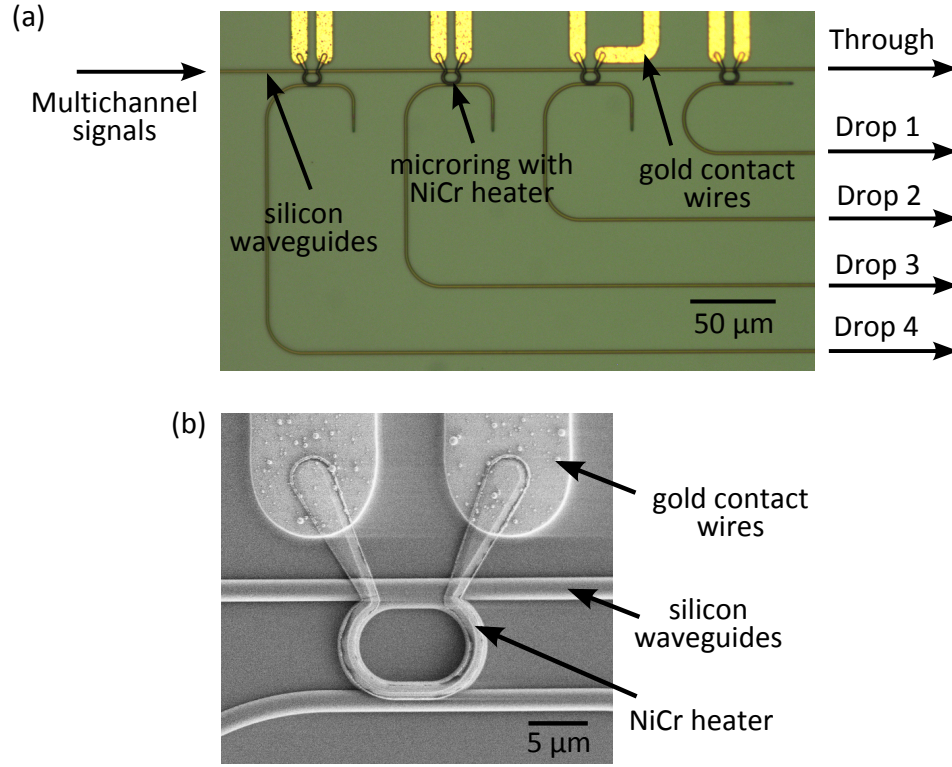 (a)
Multichannel
signals
silicon
waveguides
microring with
NiCr heater
gold contact
wires
50 μm
Through
Drop 1
Drop 2
Drop 3
Drop 4
(b)
gold contact
wires
silicon
waveguides
NiCr heater
5 μm